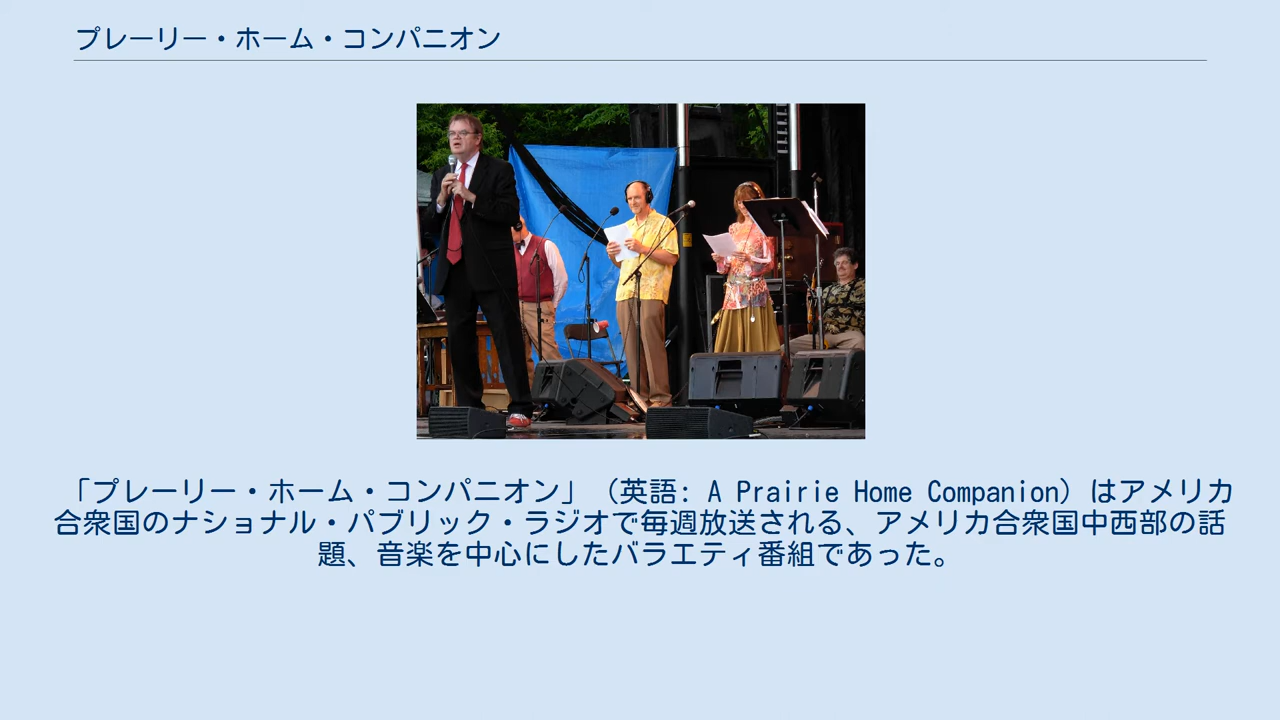 プレーリー・ホーム・コンパニオン
「プレーリー・ホーム・コンパニオン」（英語: A Prairie Home Companion）はアメリカ
合衆国のナショナル・パブリック・ラジオで毎週放送される、アメリカ合衆国中西部の話
題、音楽を中心にしたバラエティ番組であった。